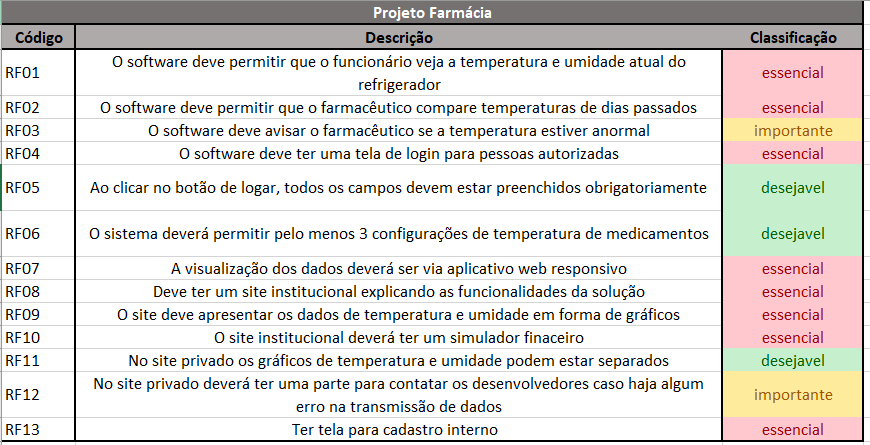 Projeto Farmácia
Código Descrição Classificação
RF01 O software deve permitir que o funcionário veja a temperatura e umidade atual do refrigerador essencial
RF02 O software deve permitir que o farmacêutico compare temperaturas de dias passados essencial
RF03 O software deve avisar o farmacêutico se a temperatura estiver anormal importante
RF04 O software deve ter uma tela de login para pessoas autorizadas essencial
RF05 Ao clicar no botão de logar, todos os campos devem estar preenchidos obrigatoriamente desejavel
RF06 O sistema deverá permitir pelo menos 3 configurações de temperatura de medicamentos desejavel
RF07 A visualização dos dados deverá ser via aplicativo web responsivo essencial
RF08 Deve ter um site institucional explicando as funcionalidades da solução essencial
RF09 O site deve apresentar os dados de temperatura e umidade em forma de gráficos essencial
RF10 O site institucional deverá ter um simulador finaceiro essencial
RF11 No site privado os gráficos de temperatura e umidade podem estar separados desejavel
RF12 No site privado deverá ter uma parte para contatar os desenvolvedores caso haja algum erro na transmissão de dados importante
RF13 Ter tela para cadastro interno essencial